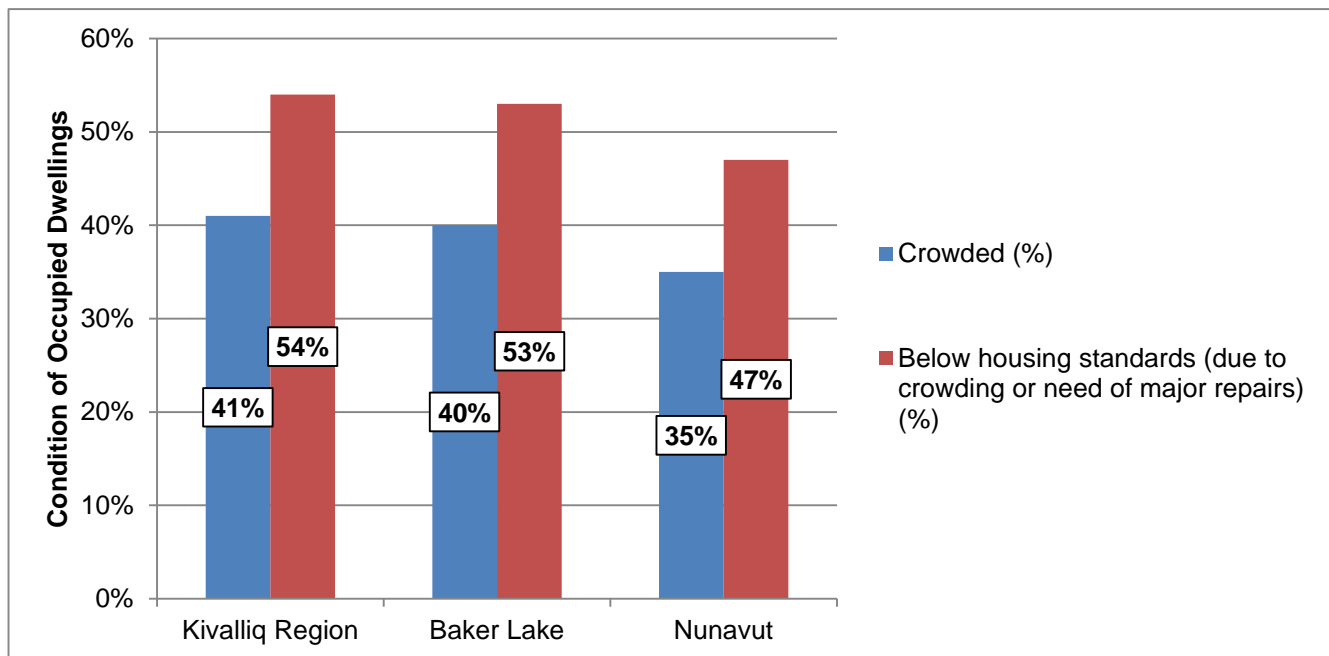 Condition of Occupied Dwellings
60%
50%
40%
30%
20%
10%
0%
41%
54%
40%
53%
35%
47%
Kivalliq Region
Baker Lake
Nunavut
Crowded (%)
Below housing standards (due to
crowding or need of major repairs)
(%)